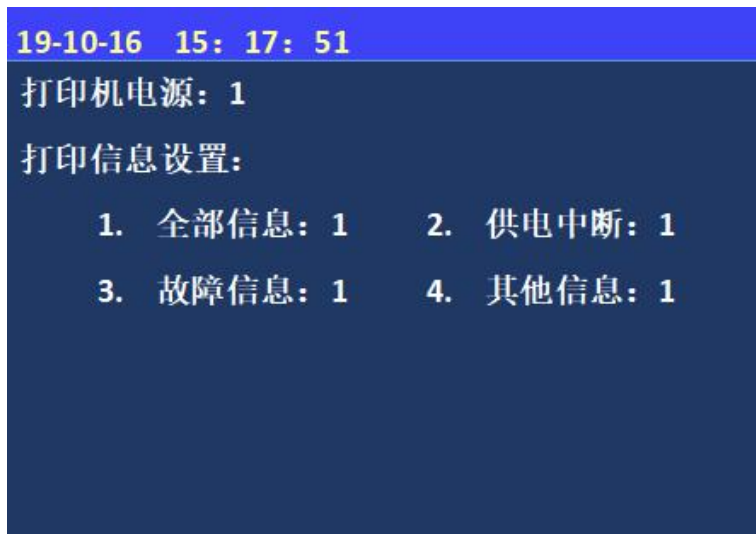 19-10-16 15：17：51
打印机电源：1
打印信息设置：
1. 全部信息：1 2. 供电中断：1
3. 故障信息：1 4. 其他信息：1